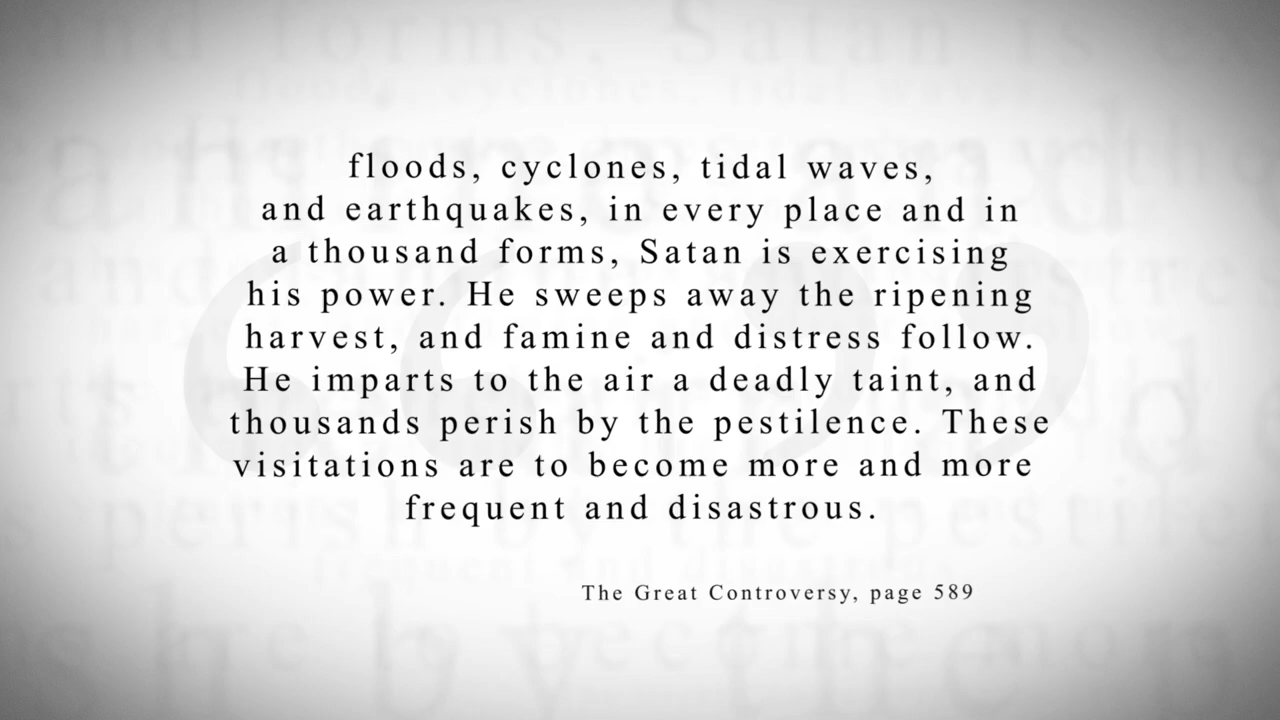 floods, cyclones, tidal waves,
and earthquakes, in every place and in
a thousand forms, Satan is exercising
his power. He sweeps away the ripening
harvest, and famine and distress follow.
He imparts to the air a deadly taint, and
thousands perish by the pestilence. These
visitations are to become more and more
frequent and disastrous.
The Great Controversy, page 589